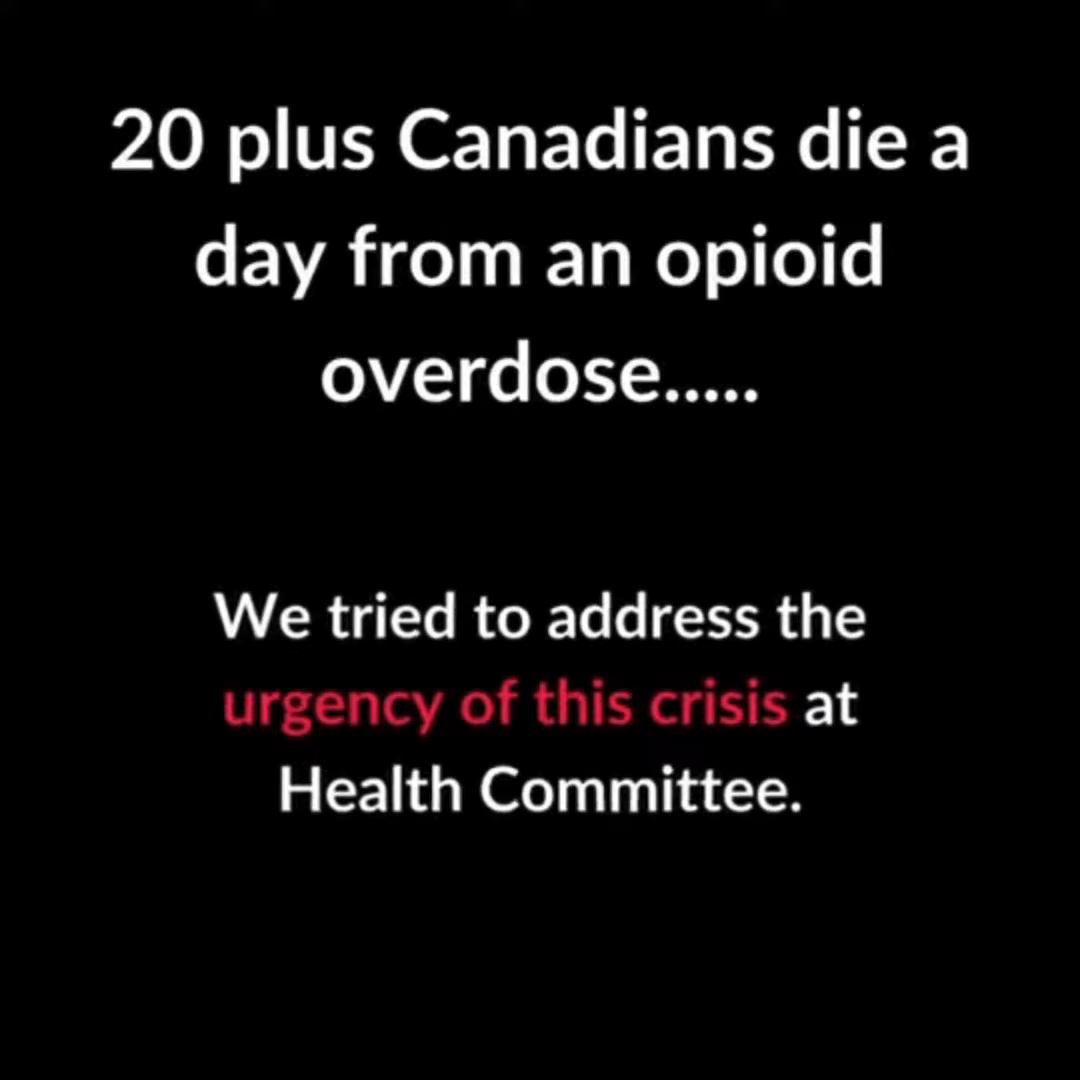 20 plus Canadians die a
day from an opioid
overdose.....
We tried to address the
urgency of this crisis at
Health Committee.